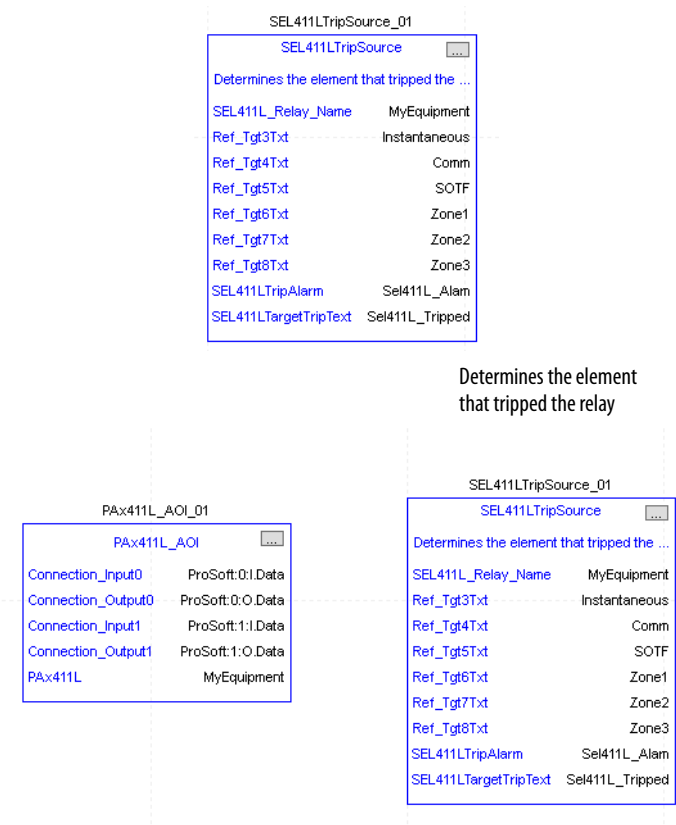 SEL411LTripSource_01
SEL411LTripSource ...
Determines the element that tripped the ...
SEL411L_Relay_Name MyEquipment
Ref_Tgt3Txt Instantaneous
Ref_Tgt4Txt Comm
Ref_Tgt5Txt SOTF
Ref_Tgt6Txt Zone1
Ref_Tgt7Txt Zone2
Ref_Tgt8Txt Zone3
SEL411LTripAlarm Sel411L_Alam
SEL411LTargetTripText Sel411L_Tripped
Determines the element
that tripped the relay
PAx411L_AOI_01
PAx411L_AOI ...
Connection_Input0 ProSoft:0:I.Data
Connection_Output0 ProSoft:0:O.Data
Connection_Input1 ProSoft:1:I.Data
Connection_Output1 ProSoft:1:O.Data
PAx411L MyEquipment
SEL411LTripSource_01
SEL411LTripSource ...
Determines the element that tripped the ...
SEL411L_Relay_Name MyEquipment
Ref_Tgt3Txt Instantaneous
Ref_Tgt4Txt Comm
Ref_Tgt5Txt SOTF
Ref_Tgt6Txt Zone1
Ref_Tgt7Txt Zone2
Ref_Tgt8Txt Zone3
SEL411LTripAlarm Sel411L_Alam
SEL411LTargetTripText Sel411L_Tripped